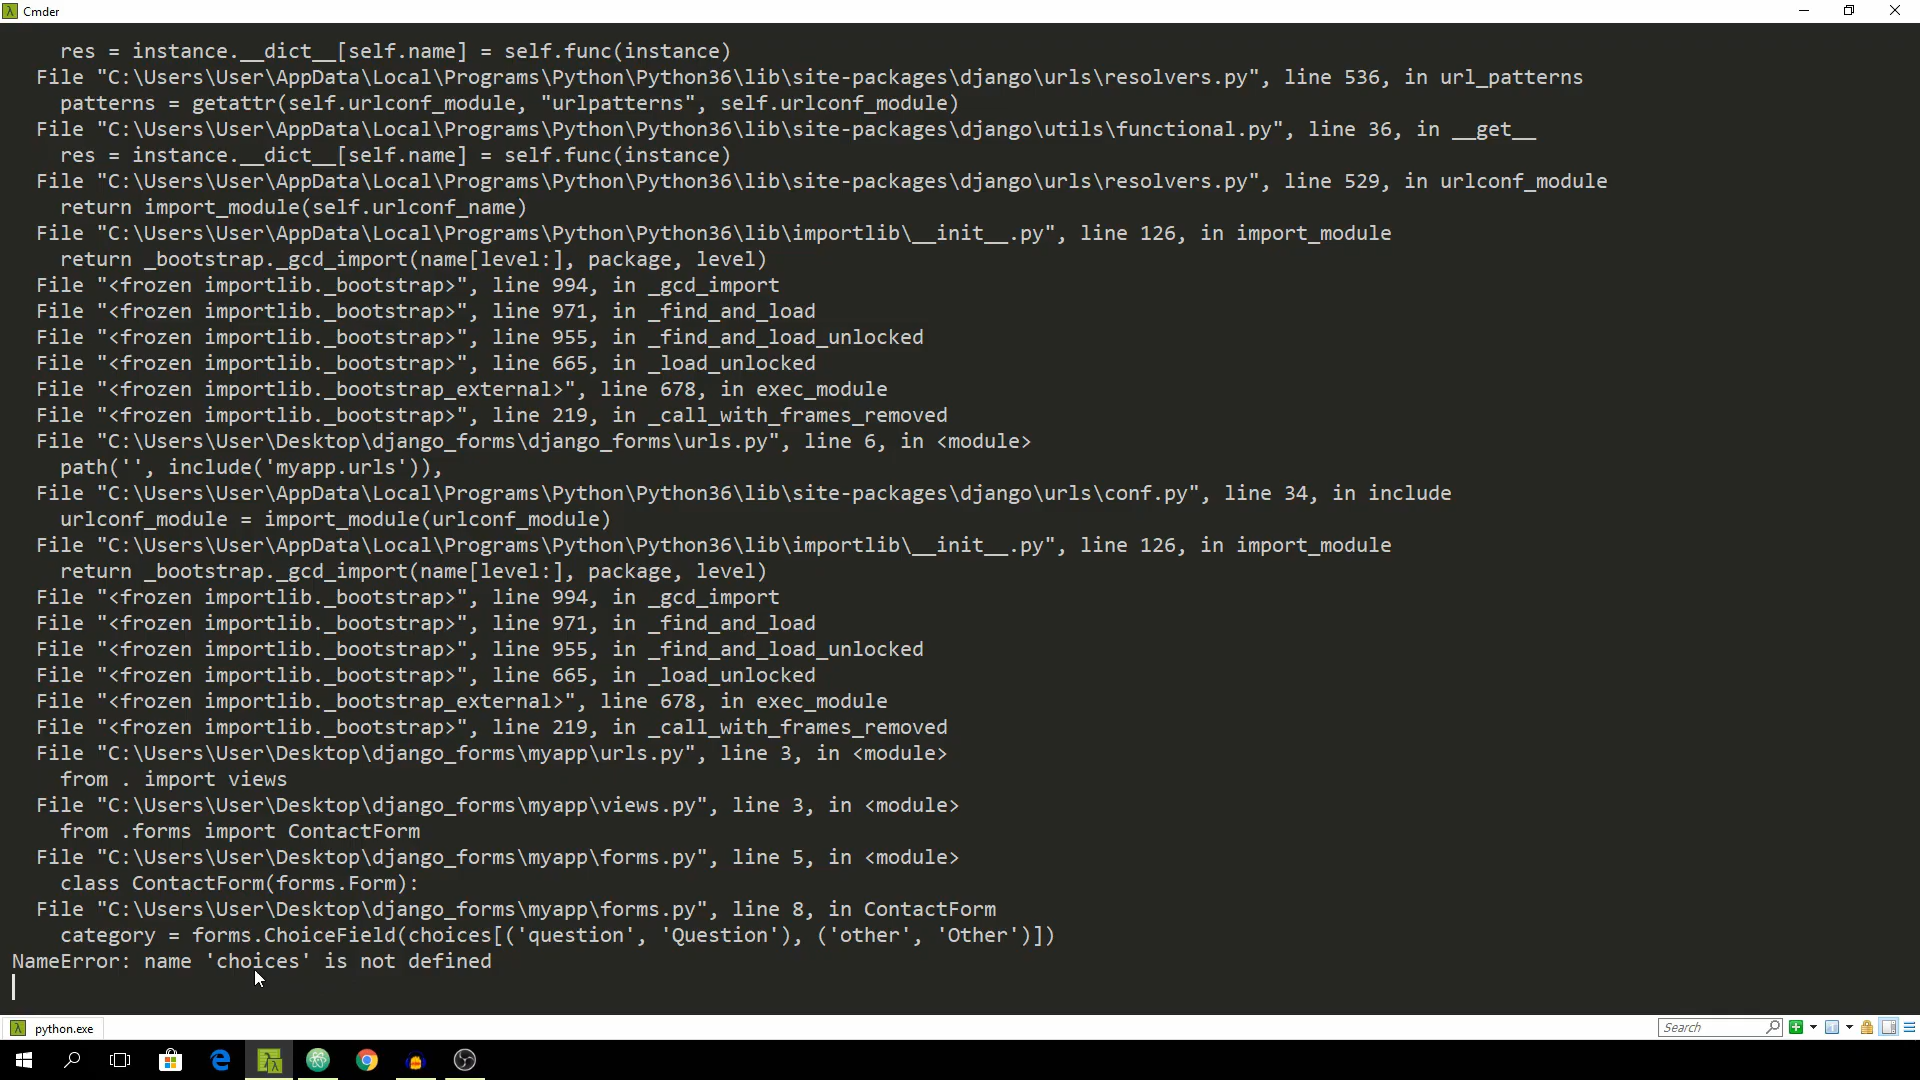 Cmder
res = instance.__dict__[self.name] = self.func(instance)
File "C:\Users\User\AppData\Local\Programs\Python\Python36\lib\site-packages\django\urls\resolvers.py", line 536, in url_patterns
patterns = getattr(self.urlconf_module, "urlpatterns", self.urlconf_module)
File "C:\Users\User\AppData\Local\Programs\Python\Python36\lib\site-packages\django\utils\functional.py", line 36, in __get__
res = instance.__dict__[self.name] = self.func(instance)
File "C:\Users\User\AppData\Local\Programs\Python\Python36\lib\site-packages\django\urls\resolvers.py", line 529, in urlconf_module
return import_module(self.urlconf_name)
File "C:\Users\User\AppData\Local\Programs\Python\Python36\lib\importlib\__init__.py", line 126, in import_module
return _bootstrap._gcd_import(name[level:], package, level)
File "<frozen importlib._bootstrap>", line 994, in _gcd_import
File "<frozen importlib._bootstrap>", line 971, in _find_and_load
File "<frozen importlib._bootstrap>", line 955, in _find_and_load_unlocked
File "<frozen importlib._bootstrap>", line 665, in _load_unlocked
File "<frozen importlib._bootstrap_external>", line 678, in exec_module
File "<frozen importlib._bootstrap>", line 219, in _call_with_frames_removed
File "C:\Users\User\Desktop\django_forms\django_forms\urls.py", line 6, in <module>
path('', include('myapp.urls')),
File "C:\Users\User\AppData\Local\Programs\Python\Python36\lib\site-packages\django\urls\conf.py", line 34, in include
urlconf_module = import_module(urlconf_module)
File "C:\Users\User\AppData\Local\Programs\Python\Python36\lib\importlib\__init__.py", line 126, in import_module
return _bootstrap._gcd_import(name[level:], package, level)
File "<frozen importlib._bootstrap>", line 994, in _gcd_import
File "<frozen importlib._bootstrap>", line 971, in _find_and_load
File "<frozen importlib._bootstrap>", line 955, in _find_and_load_unlocked
File "<frozen importlib._bootstrap>", line 665, in _load_unlocked
File "<frozen importlib._bootstrap_external>", line 678, in exec_module
File "<frozen importlib._bootstrap>", line 219, in _call_with_frames_removed
File "C:\Users\User\Desktop\django_forms\myapp\urls.py", line 3, in <module>
from . import views
File "C:\Users\User\Desktop\django_forms\myapp\views.py", line 3, in <module>
from .forms import ContactForm
File "C:\Users\User\Desktop\django_forms\myapp\forms.py", line 5, in <module>
class ContactForm(forms.Form):
File "C:\Users\User\Desktop\django_forms\myapp\forms.py", line 8, in ContactForm
category = forms.ChoiceField(choices[('question', 'Question'), ('other', 'Other')])
NameError: name 'choices' is not defined
python.exe
Search